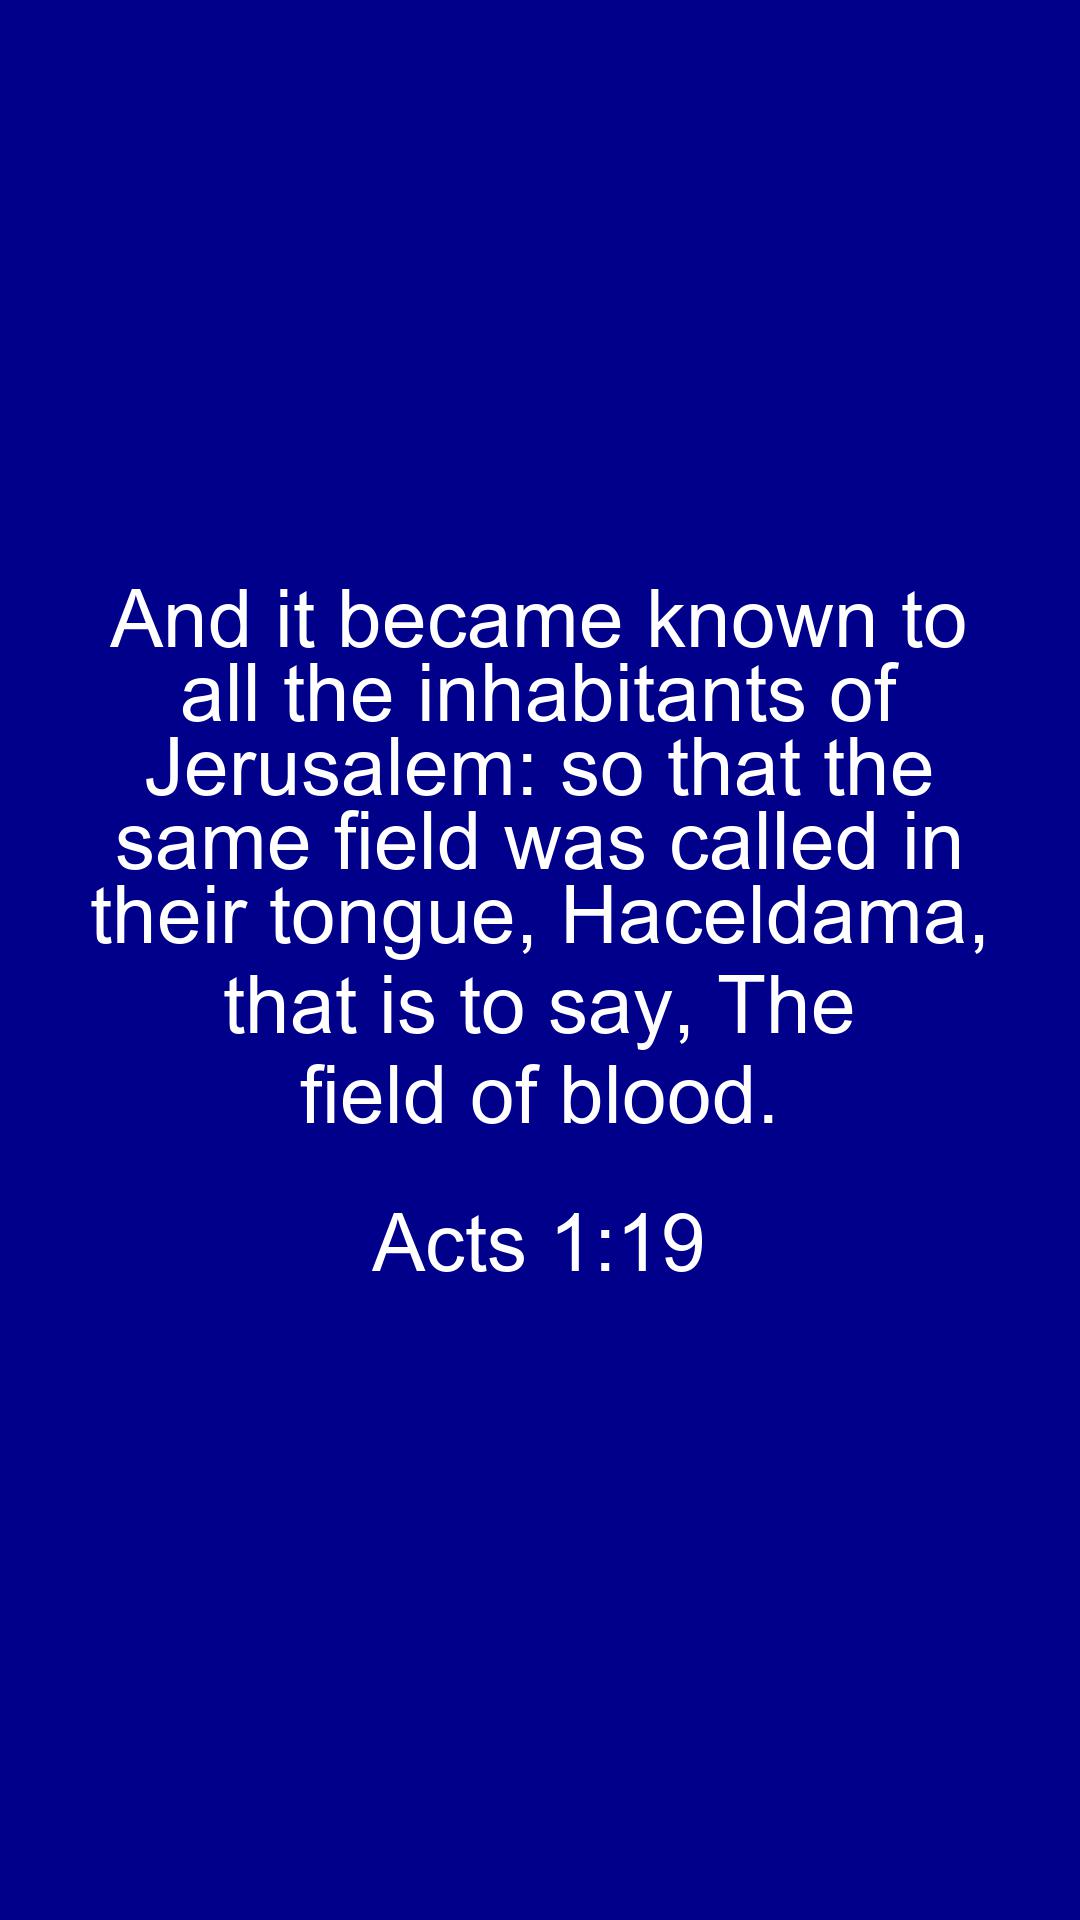 And it became known to
all the inhabitants of
Jerusalem: so that the
same field was called in
their tongue, Haceldama,
that is to say, The
field of blood.
Acts 1:19